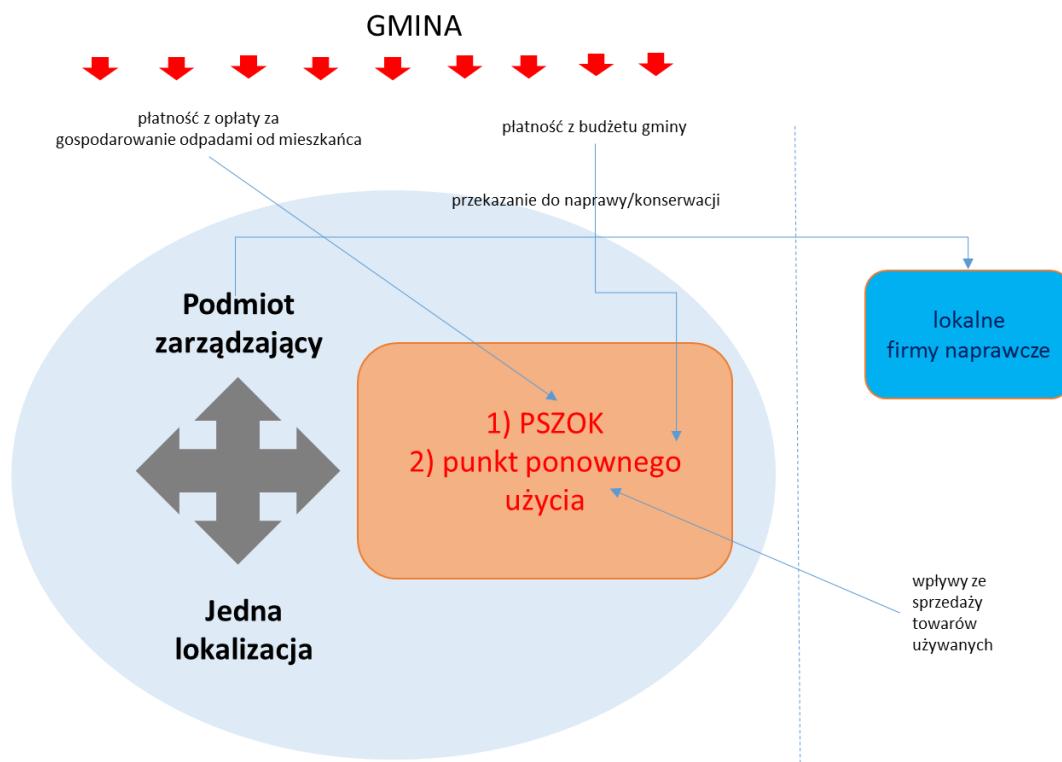 GMINA
płatność z opłaty za
gospodarowanie odpadami od mieszkańca
płatność z budżetu gminy
przekazanie do naprawy/konserwacji
Podmiot
zarządzający
lokalne
firmy naprawcze
1) PSZOK
2) punkt ponownego
użycia
Jedna
lokalizacja
wpływy ze
sprzedaży
towarów
używanych